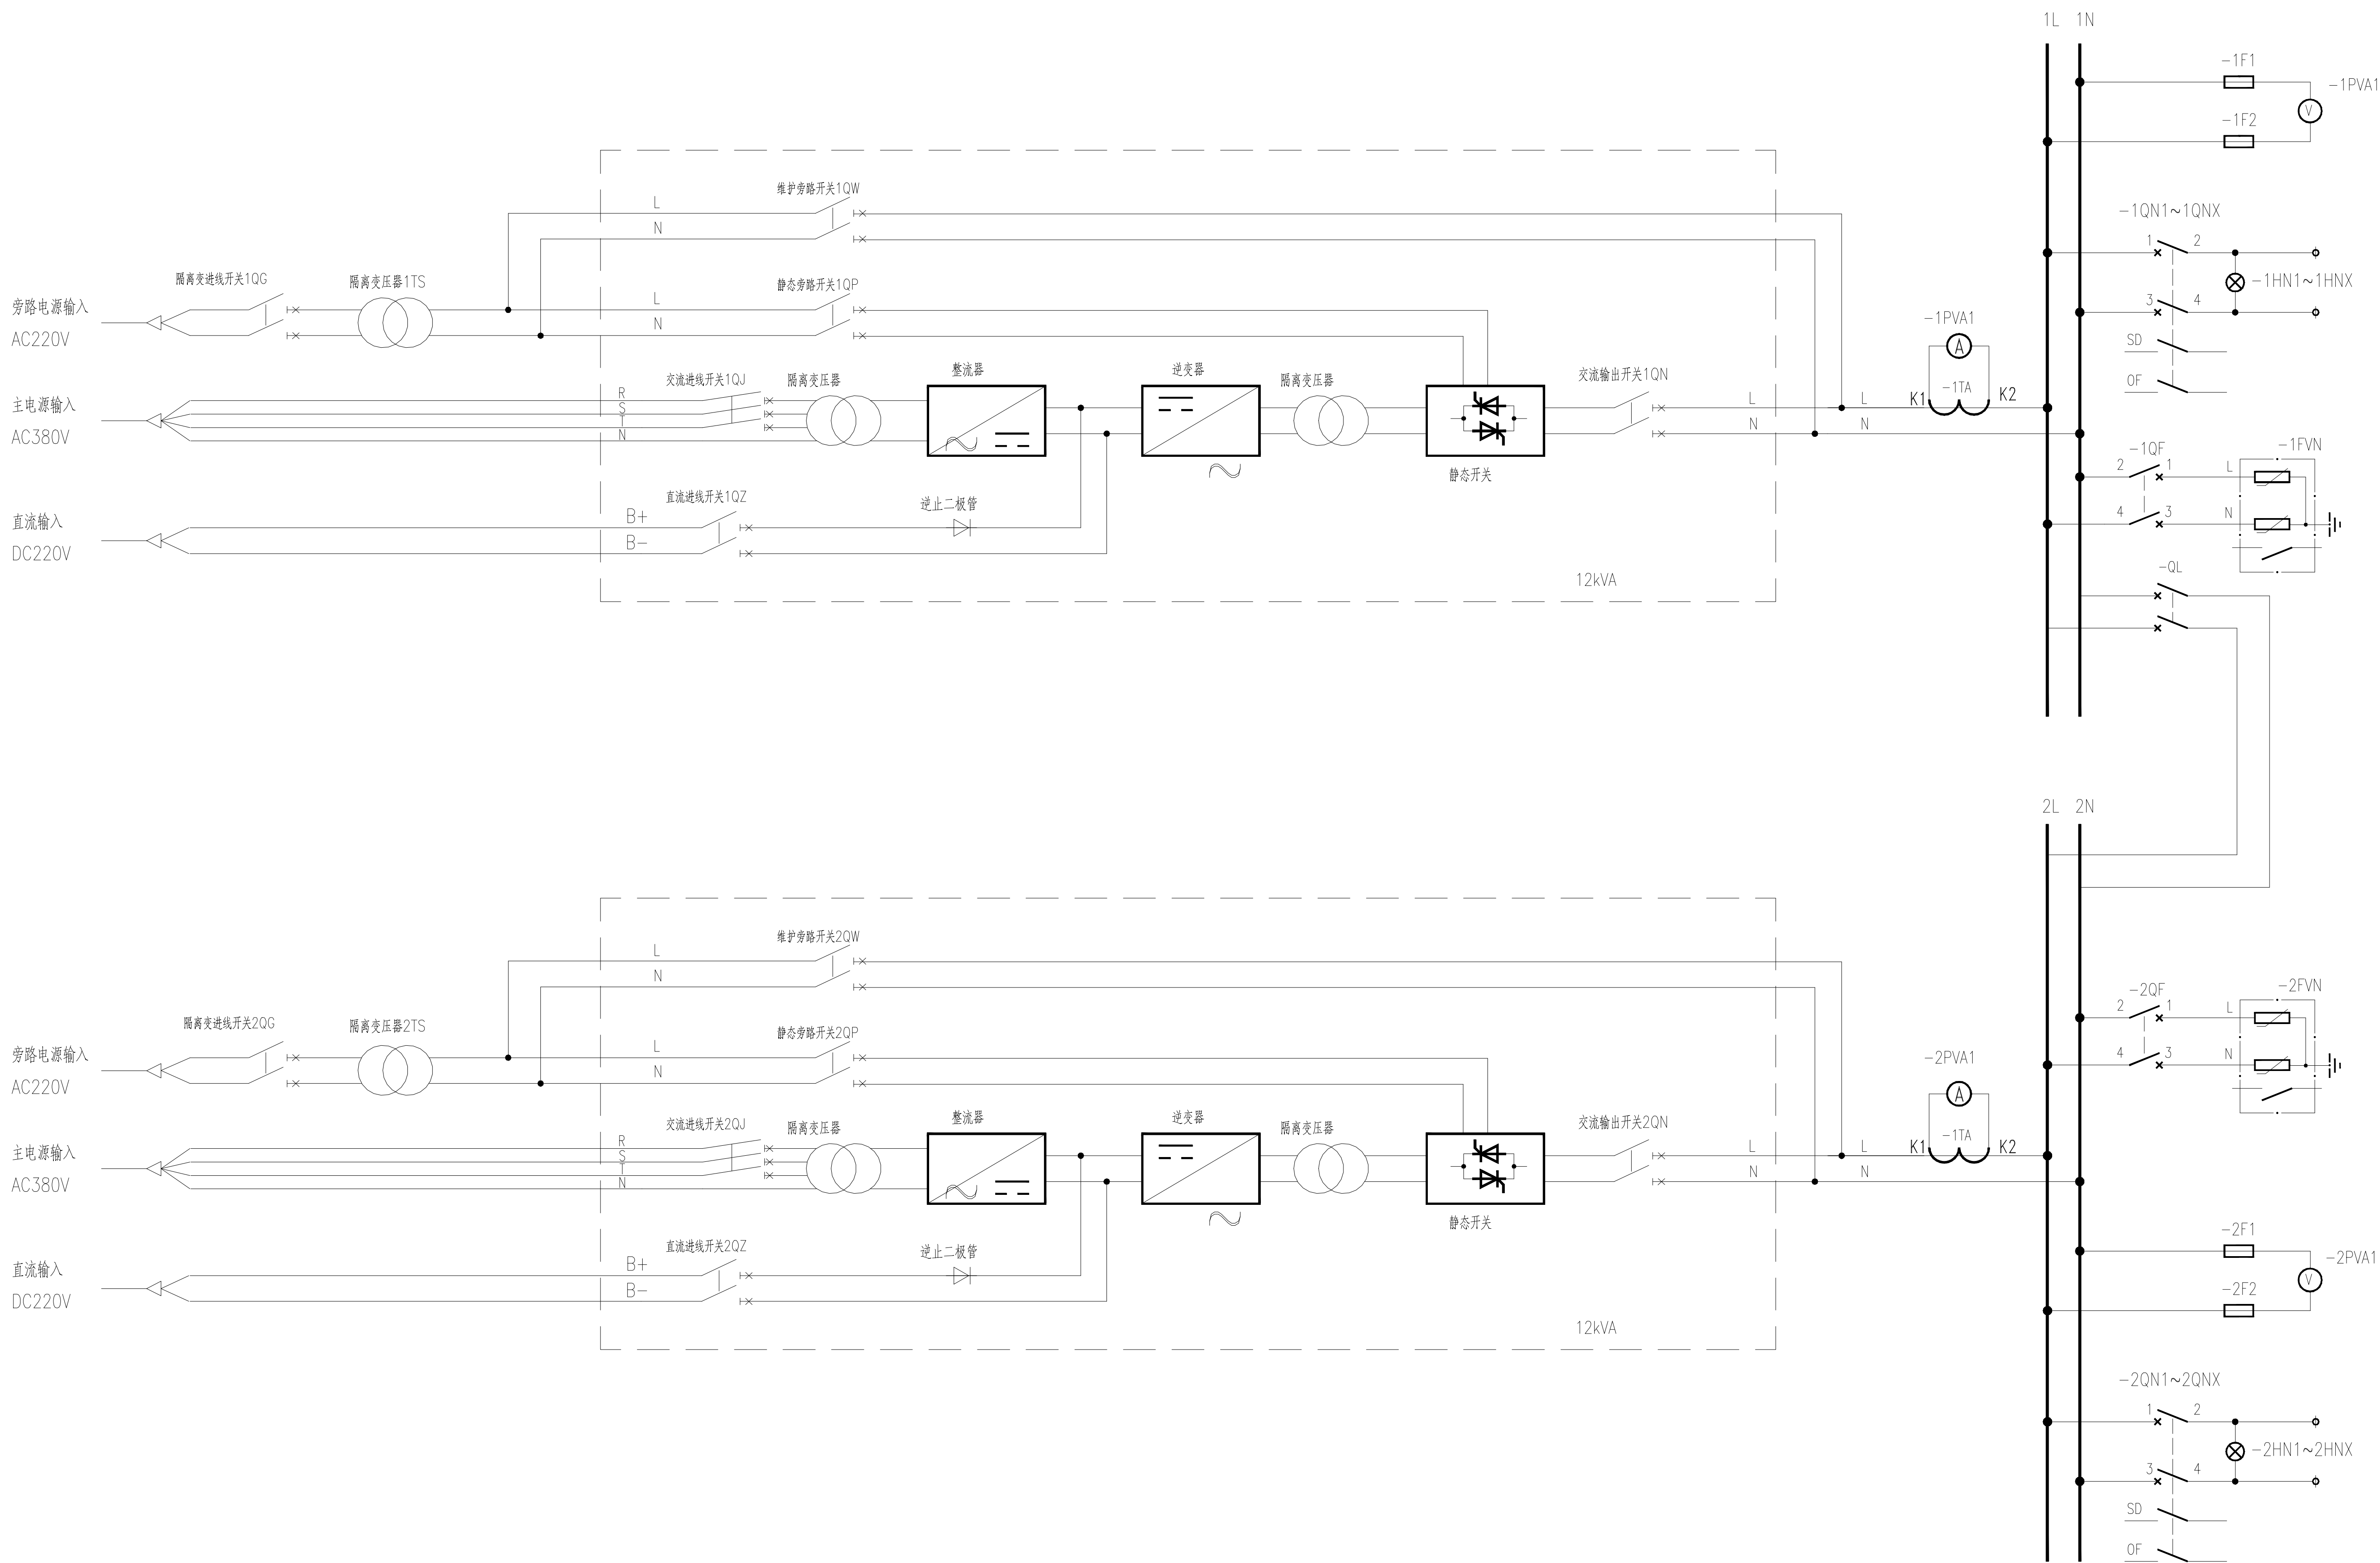 1L 1N
-1F1
-1PVA1
V
-1F2
维护旁路开关1QW
L
N
-1QN1~1QNX
1 2
-1HN1~1HNX
3 4
SD
OF
隔离变进线开关1QG
隔离变压器1TS
静态旁路开关1QP
旁路电源输入
AC220V
L
N
-1PVA1
A
-1TA
K1 K2
主电源输入
AC380V
R
S
T
N
交流进线开关1QJ
隔离变压器
整流器
逆变器
隔离变压器
静态开关
交流输出开关1QN
L L
N N
-1QF
-1FVN
2 1 L
4 3 N
直流输入
DC220V
B+
B-
直流进线开关1QZ
逆止二极管
12kVA
-QL
2L 2N
维护旁路开关2QW
L
N
-2QF
-2FVN
2 1 L
4 3 N
隔离变进线开关2QG
隔离变压器2TS
静态旁路开关2QP
旁路电源输入
AC220V
L
N
-2PVA1
A
-1TA
K1 K2
主电源输入
AC380V
R
S
T
N
交流进线开关2QJ
隔离变压器
整流器
逆变器
隔离变压器
静态开关
交流输出开关2QN
L L
N N
-2F1
-2PVA1
V
-2F2
直流输入
DC220V
B+
B-
直流进线开关2QZ
逆止二极管
12kVA
-2QN1~2QNX
1 2
-2HN1~2HNX
3 4
SD
OF